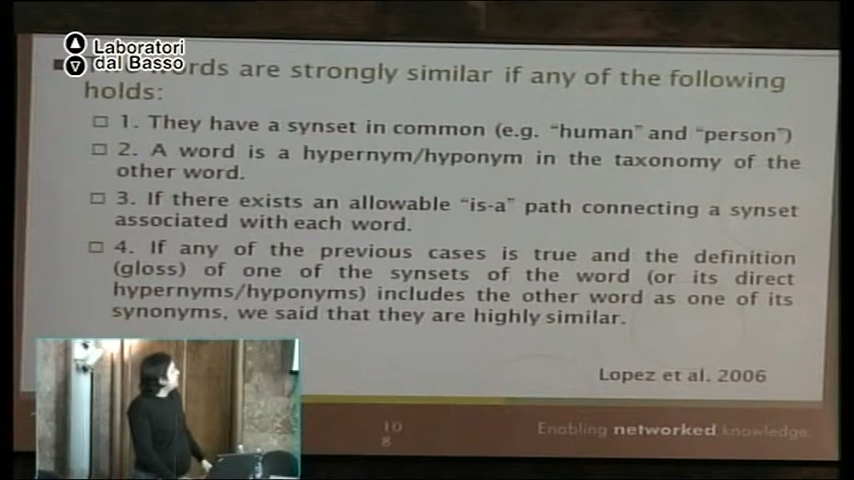 Laboratori
dal Basso
words are strongly similar if any of the following
holds:
1. They have a synset in common (e.g. "human" and "person")
2. A word is a hypernym/hyponym in the taxonomy of the
other word.
3. If there exists an allowable "is-a" path connecting a synset
associated with each word.
4. If any of the previous cases is true and the definition
(gloss) of one of the synsets of the word (or its direct
hypernyms/hyponyms) includes the other word as one of its
synonyms, we said that they are highly similar.
Lopez et al. 2006
10
8
Enabling networked knowledge.